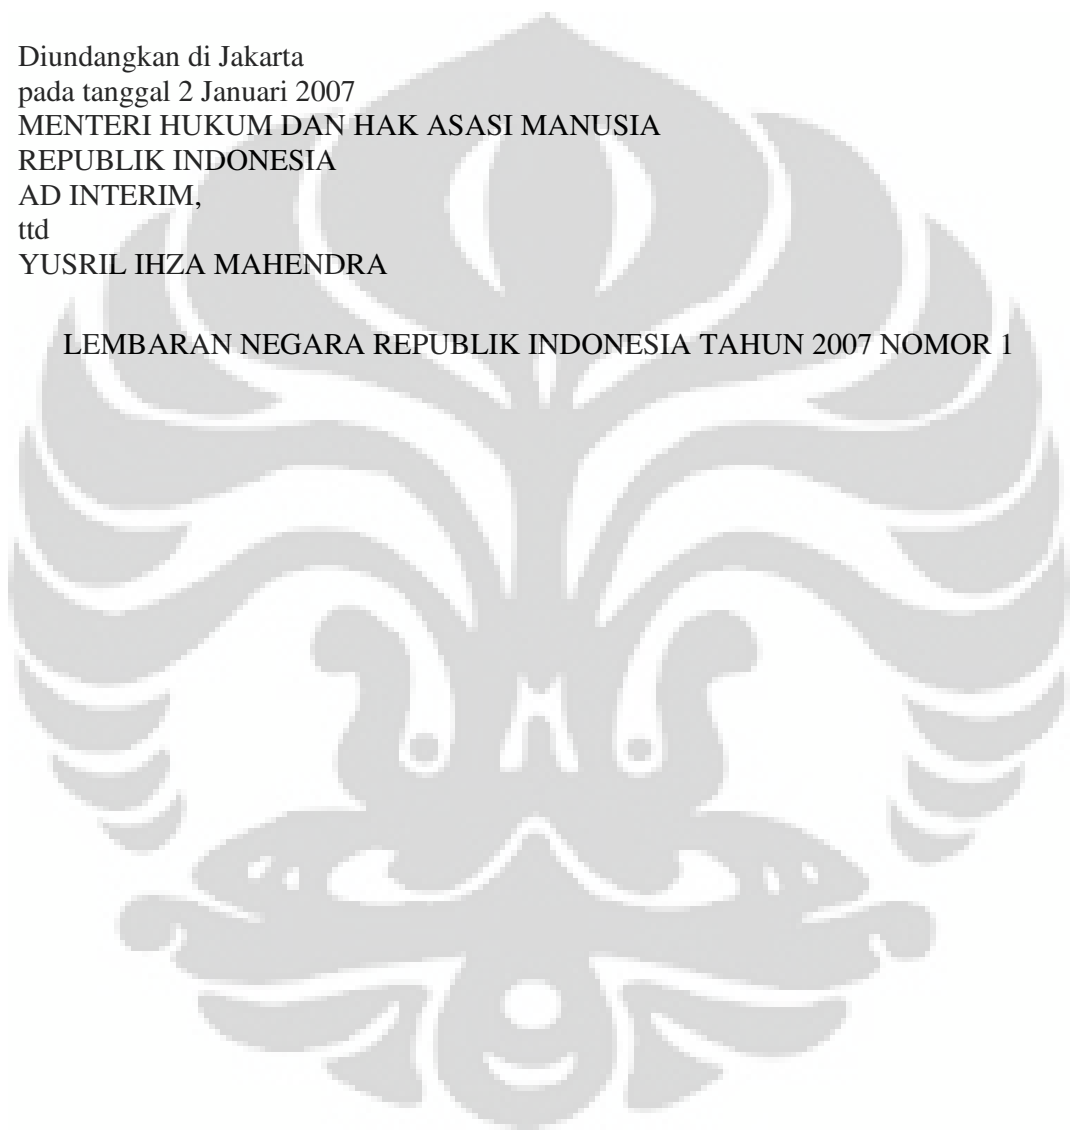 Diundangkan di Jakarta
pada tanggal 2 Januari 2007
MENTERI HUKUM DAN HAK ASASI MANUSIA
REPUBLIK INDONESIA
AD INTERIM,
ttd
YUSRIL IHZA MAHENDRA
LEMBARAN NEGARA REPUBLIK INDONESIA TAHUN 2007 NOMOR 1